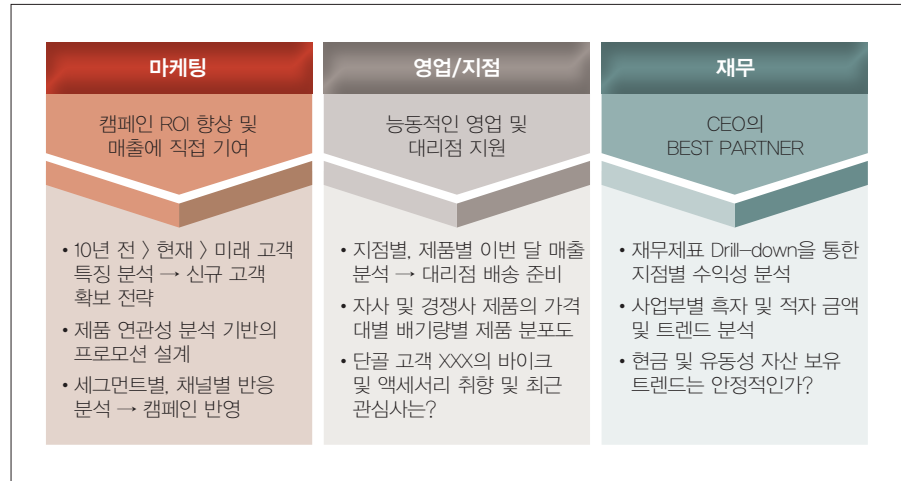 마케팅
캠페인 ROI 향상 및
매출에 직접 기여
• 10년 전 〉 현재 〉 미래 고객
특징 분석 → 신규 고객
확보 전략
• 제품 연관성 분석 기반의
프로모션 설계
• 세그먼트별, 채널별 반응
분석 → 캠페인 반영
영업/지점
능동적인 영업 및
대리점 지원
• 지점별, 제품별 이번 달 매출
분석 → 대리점 배송 준비
• 자사 및 경쟁사 제품의 가격
대별 배기량별 제품 분포도
• 단골 고객 XXX의 바이크
및 액세서리 취향 및 최근
관심사는?
재무
CEO의
BEST PARTNER
• 재무제표 Drill-down을 통한
지점별 수익성 분석
• 사업부별 흑자 및 적자 금액
및 트렌드 분석
• 현금 및 유동성 자산 보유
트렌드는 안정적인가?